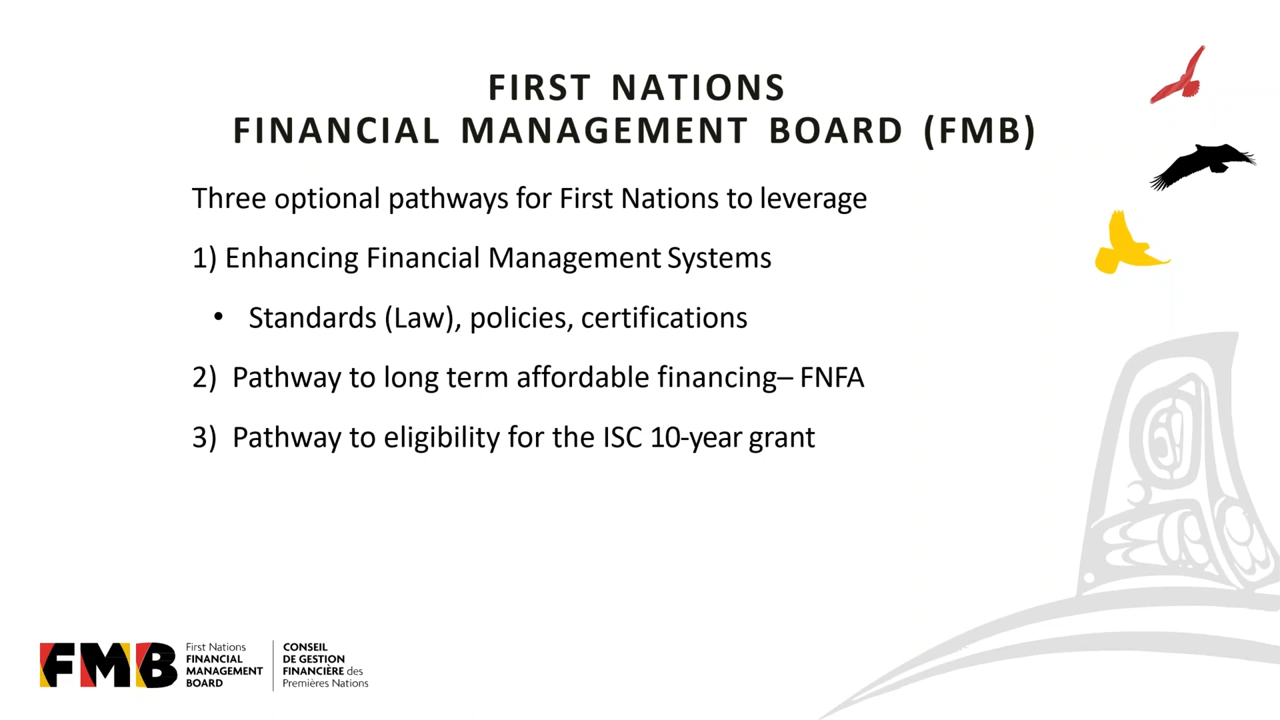 FIRST NATIONS
FINANCIAL MANAGEMENT BOARD (FMB)
Three optional pathways for First Nations to leverage
1) Enhancing Financial Management Systems
• Standards (Law), policies, certifications
2) Pathway to long term affordable financing– FNFA
3) Pathway to eligibility for the ISC 10-year grant
FMB
First Nations
FINANCIAL
MANAGEMENT
BOARD
CONSEIL
DE GESTION
FINANCIÈRE des
Premières Nations